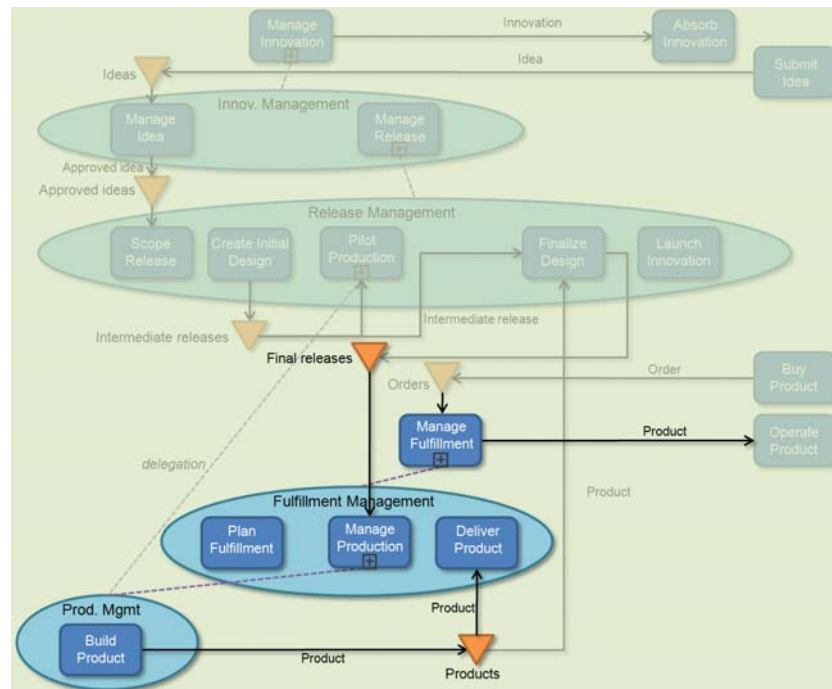 Manage
Innovation
Innovation
Absorb
Innovation
Ideas
Idea
Submit
Idea
Innov. Management
Manage
Idea
Manage
Release
Approved idea
Approved ideas
Release Management
Scope
Release
Create Initial
Design
Pilot
Production
Finalize
Design
Launch
Innovation
Intermediate releases
Intermediate release
Final releases
Orders
Order
Buy
Product
Manage
Fulfillment
Product
Operate
Product
delegation
Fulfillment Management
Product
Plan
Fulfillment
Manage
Production
Deliver
Product
Prod. Mgmt
Product
Build
Product
Product
Products